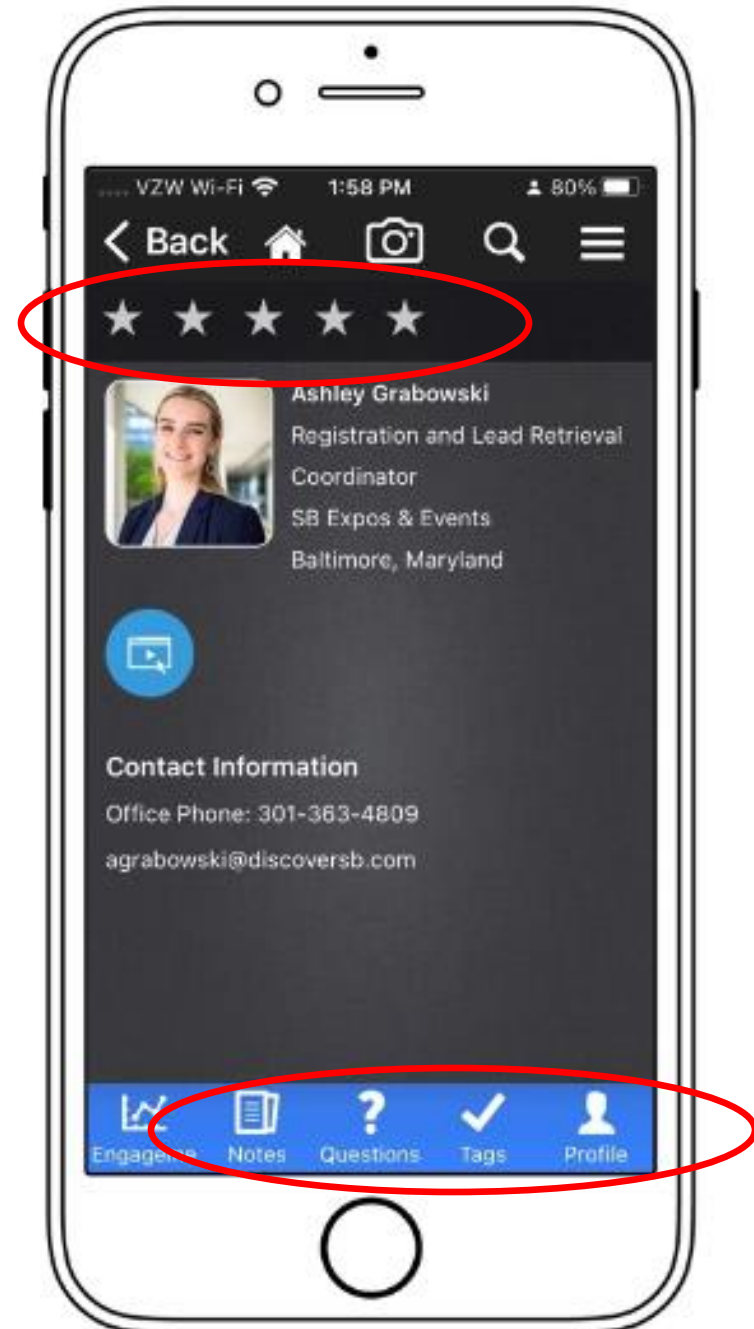 .... VZW Wi-Fi 1:58 PM 80%
Back
Ashley Grabowski
Registration and Lead Retrieval
Coordinator
SB Expos & Events
Baltimore, Maryland
Contact Information
Office Phone: 301-363-4809
agrabowski@discoversb.com
Engageme Notes Questions Tags Profile